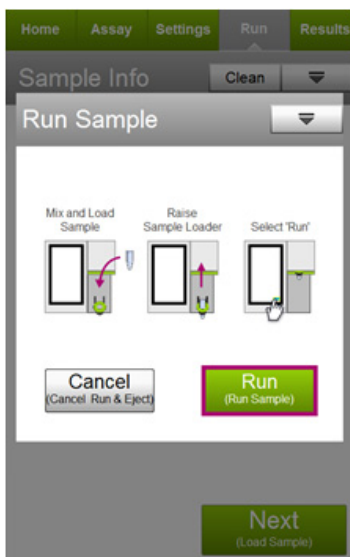 Home Assay Settings Run Results
Sample Info Clean
Run Sample
Mix and Load
Sample
Raise
Sample Loader
Select 'Run'
Cancel
(Cancel Run & Eject)
Run
(Run Sample)
Next
(Load Sample)